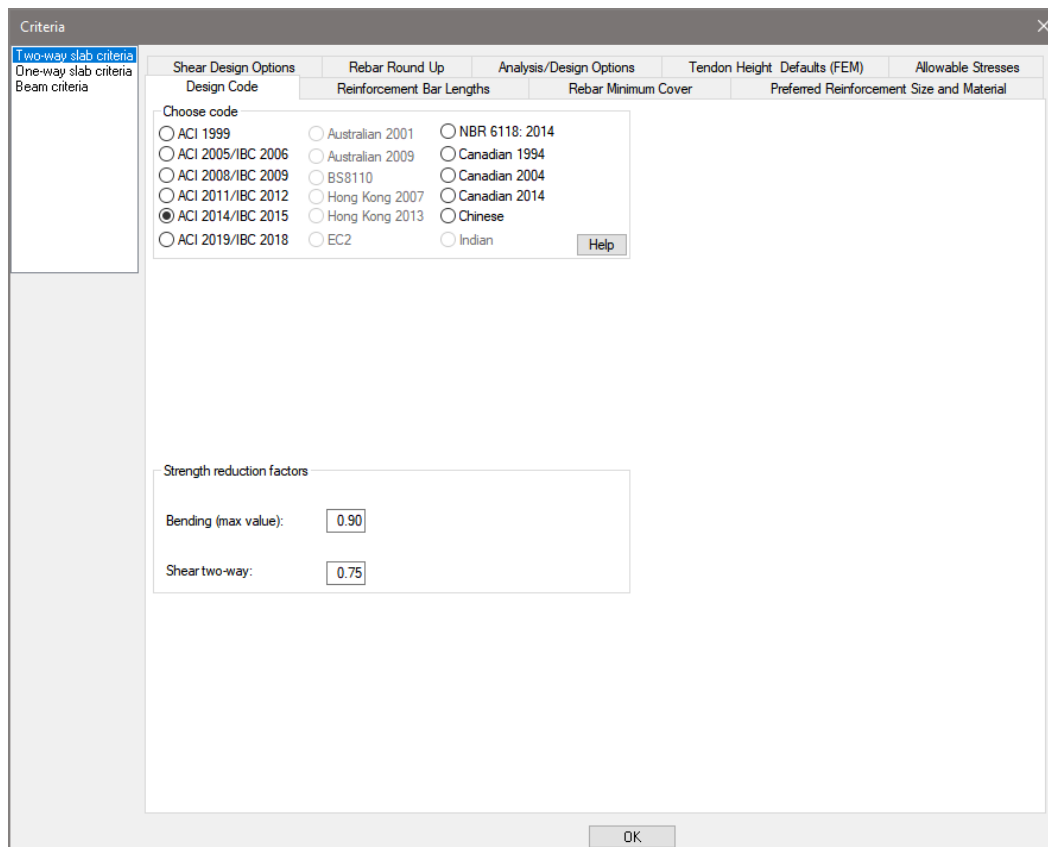 Criteria
Two-way slab criteria
One-way slab criteria
Beam criteria
Shear Design Options Rebar Round Up Analysis/Design Options Tendon Height Defaults (FEM) Allowable Stresses
Design Code Reinforcement Bar Lengths Rebar Minimum Cover Preferred Reinforcement Size and Material
Choose code
ACI 1999 Australian 2001 NBR 6118: 2014
ACI 2005/IBC 2006 Australian 2009 Canadian 1994
ACI 2008/IBC 2009 BS8110 Canadian 2004
ACI 2011/IBC 2012 Hong Kong 2007 Canadian 2014
ACI 2014/IBC 2015 Hong Kong 2013 Chinese
ACI 2019/IBC 2018 EC2 Indian
Help
Strength reduction factors
Bending (max value): 0.90
Shear two-way: 0.75
OK